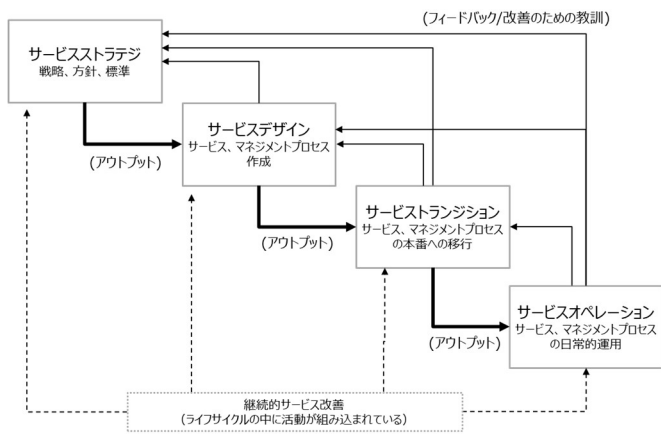 (フィードバック/改善のための教訓)
サービスストラテジ
戦略、方針、標準
(アウトプット)
サービスデザイン
サービス、マネジメントプロセス
作成
(アウトプット)
サービストランジション
サービス、マネジメントプロセス
の本番への移行
(アウトプット)
サービスオペレーション
サービス、マネジメントプロセス
の日常的運用
継続的サービス改善
(ライフサイクルの中に活動が組み込まれている)